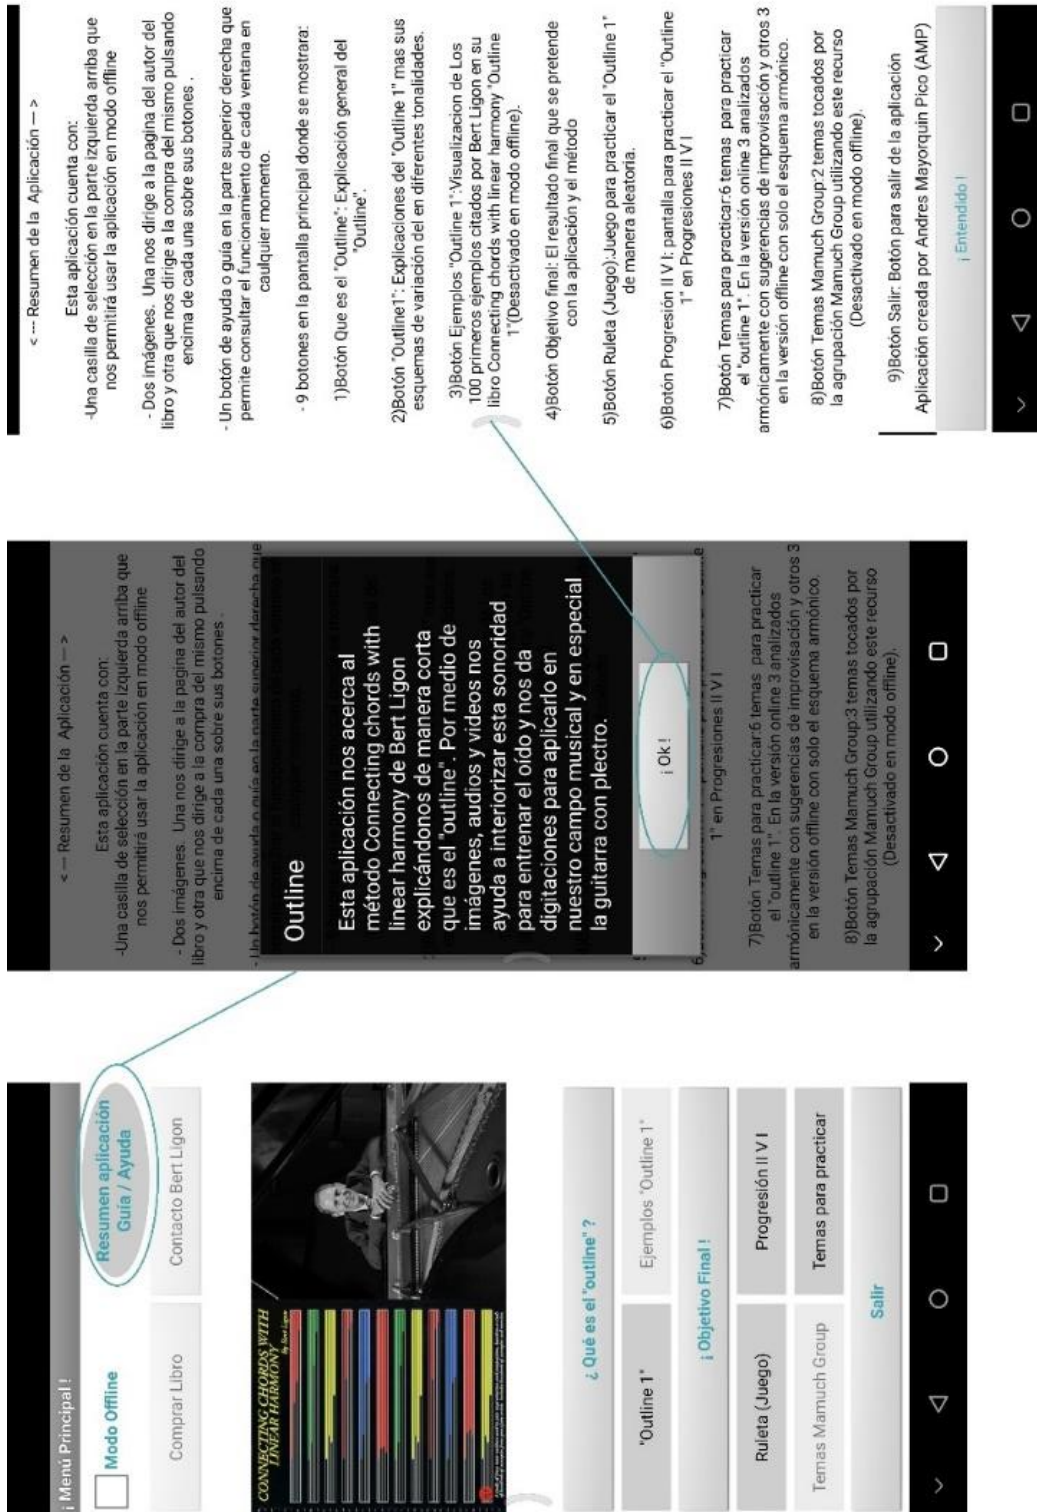 ¡ Menú Principal !
Modo Offline
Resumen aplicación
Guía / Ayuda
Comprar Libro
Contacto Bert Ligon
CONNECTING CHORDS WITH
LINEAR HARMONY
By Bert Ligon
¿ Qué es el "outline" ?
"Outline 1"
Ejemplos "Outline 1"
¡ Objetivo Final !
Ruleta (Juego)
Progresión II V I
Temas Mamuch Group
Temas para practicar
Salir
< --- Resumen de la Aplicación --- >
Esta aplicación cuenta con:
-Una casilla de selección en la parte izquierda arriba que
nos permitirá usar la aplicación en modo offline
- Dos imágenes. Una nos dirige a la pagina del autor del
libro y otra que nos dirige a la compra del mismo pulsando
encima de cada una sobre sus botones .
- Un botón de ayuda o guía en la parte superior derecha que
Outline
Esta aplicación nos acerca al
método Connecting chords with
linear harmony de Bert Ligon
explicándonos de manera corta
que es el "outline". Por medio de
imágenes, audios y videos nos
ayuda a interiorizar esta sonoridad
para entrenar el oído y nos da
digitaciones para aplicarlo en
nuestro campo musical y en especial
la guitarra con plectro.
¡ Ok !
1" en Progresiones II V I
7)Botón Temas para practicar:6 temas para practicar
el "outline 1". En la versión online 3 analizados
armónicamente con sugerencias de improvisación y otros 3
en la versión offline con solo el esquema armónico.
8)Botón Temas Mamuch Group:3 temas tocados por
la agrupación Mamuch Group utilizando este recurso
(Desactivado en modo offline).
< --- Resumen de la Aplicación --- >
Esta aplicación cuenta con:
-Una casilla de selección en la parte izquierda arriba que
nos permitirá usar la aplicación en modo offline
- Dos imágenes. Una nos dirige a la pagina del autor del
libro y otra que nos dirige a la compra del mismo pulsando
encima de cada una sobre sus botones .
- Un botón de ayuda o guía en la parte superior derecha que
permite consultar el funcionamiento de cada ventana en
caulquier momento.
- 9 botones en la pantalla principal donde se mostrara:
1)Botón Que es el "Outline": Explicación general del
"Outline".
2)Botón "Outline1": Explicaciones del "Outline 1" mas sus
esquemas de variación del en diferentes tonalidades.
3)Botón Ejemplos "Outline 1":Visualizacion de Los
100 primeros ejemplos citados por Bert Ligon en su
libro Connecting chords with linear harmony "Outline
1"(Desactivado en modo offline).
4)Botón Objetivo final: El resultado final que se pretende
con la aplicación y el método
5)Botón Ruleta (Juego):Juego para practicar el "Outline 1"
de manera aleatoria.
6)Botón Progresión II V I: pantalla para practicar el "Outline
1" en Progresiones II V I
7)Botón Temas para practicar:6 temas para practicar
el "outline 1". En la versión online 3 analizados
armónicamente con sugerencias de improvisación y otros 3
en la versión offline con solo el esquema armónico.
8)Botón Temas Mamuch Group:2 temas tocados por
la agrupación Mamuch Group utilizando este recurso
(Desactivado en modo offline).
9)Botón Salir: Botón para salir de la aplicación
Aplicación creada por Andres Mayorquin Pico (AMP)
¡ Entendido !